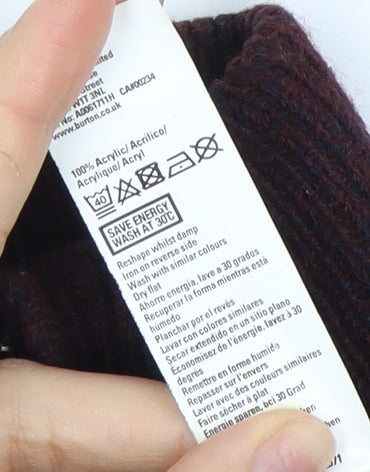 W1T 3NL
No: A0061711H CA#00234
www.burton.co.uk
100% Acrylic/ Acrilico/
Acrylique/ Acryl
40
SAVE ENERGY
WASH AT 30°C
Reshape whilst damp
Iron on reverse side
Wash with similar colours
Dry flat
Ahorre energía, lave a 30 grados
Recuperar la forma mientras está
húmedo
Planchar por el revés
Lavar con colores similares
Secar extendido en un sitio plano
Economisez de l'énergie, lavez à 30
degrés
Remettre en forme humide
Repasser sur l'envers
Laver avec des couleurs similaires
Faire sécher à plat
Energie sparen, bei 30 Grad